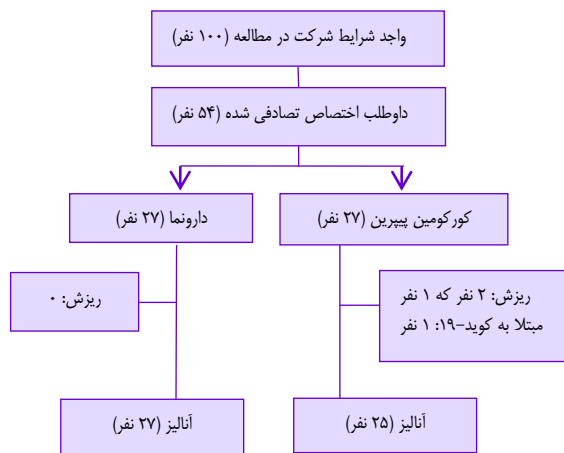 واجد شرایط شرکت در مطالعه (۱۰۰ نفر)
داوطلب اختصاص تصادفی شده (۵۴ نفر)
کورکومین پیپرین (۲۷ نفر)
دارونما (۲۷ نفر)
ریزش: ۲ نفر که ۱ نفر
مبتلا به کوید-۱۹: ۱ نفر
ریزش: ۰
آنالیز (۲۵ نفر)
آنالیز (۲۷ نفر)